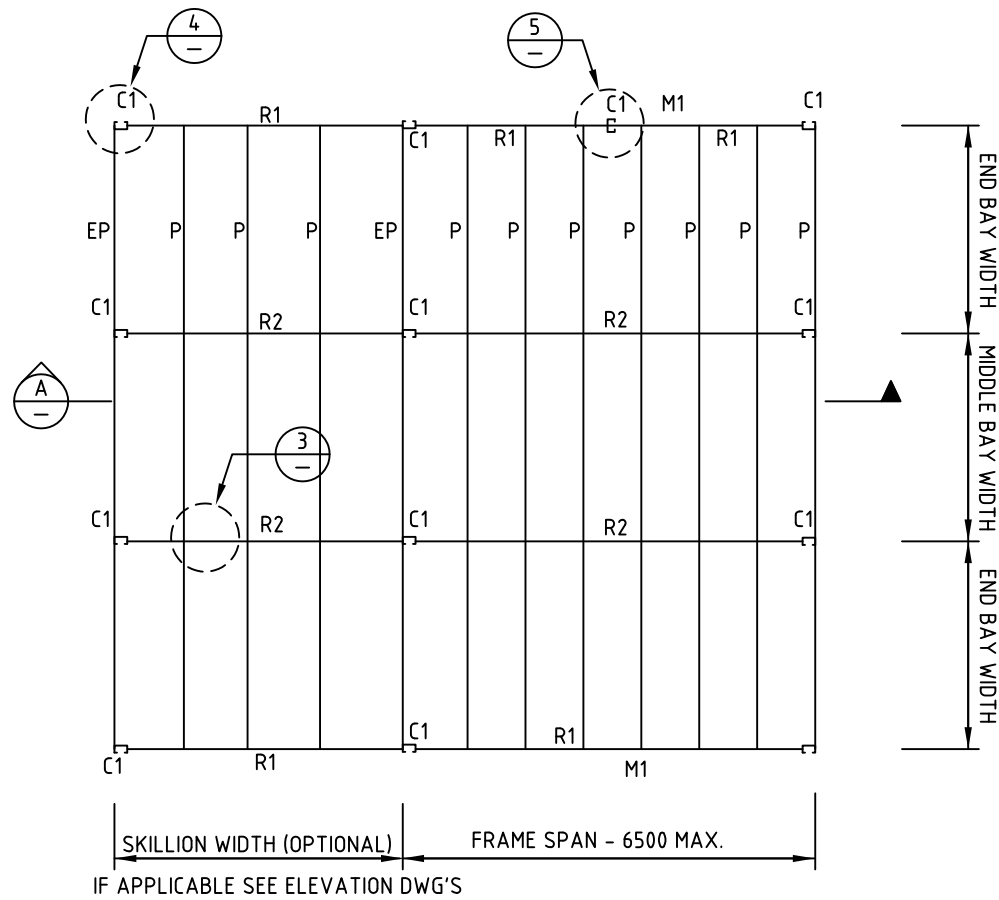 4
5
C1
C1
M1
C1
R1
C1
R1
R1
EP
P
P
P
EP
P
P
P
P
P
P
P
END BAY WIDTH
C1
C1
C1
R2
R2
A
MIDDLE BAY WIDTH
3
C1
R2
C1
R2
C1
END BAY WIDTH
C1
R1
C1
R1
M1
SKILLION WIDTH (OPTIONAL)
FRAME SPAN - 6500 MAX.
IF APPLICABLE SEE ELEVATION DWG'S